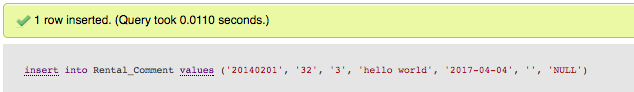 1 row inserted. (Query took 0.0110 seconds.)
insert into Rental_Comment values ('20140201', '32', '3', 'hello world', '2017-04-04', '', 'NULL')